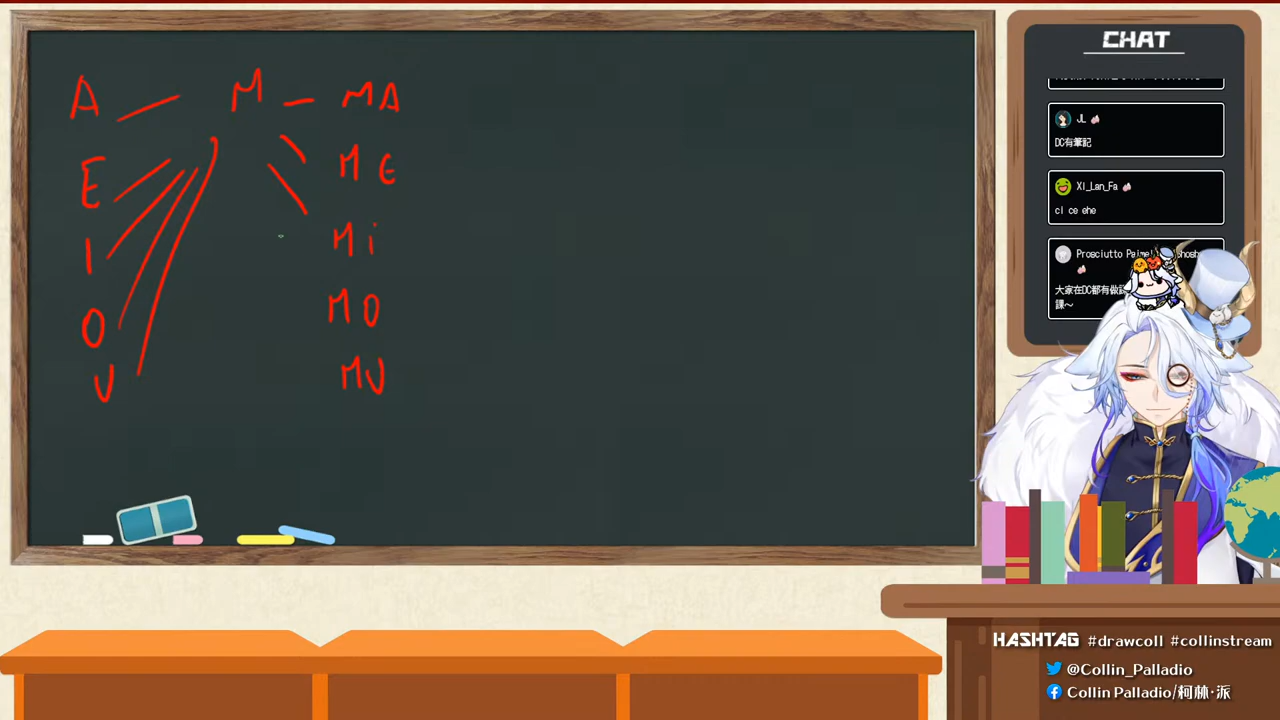 A M MA
E ME
I Mi
O MO
U MU
CHAT
JL
DC有筆記
Xl_Lan_Fa
ci ce ehe
Prosciutto
大家在DC都有做
課～
HASHTAG #drawcoll #collinstream
@Collin_Palladio
Collin Palladio/柯林·派